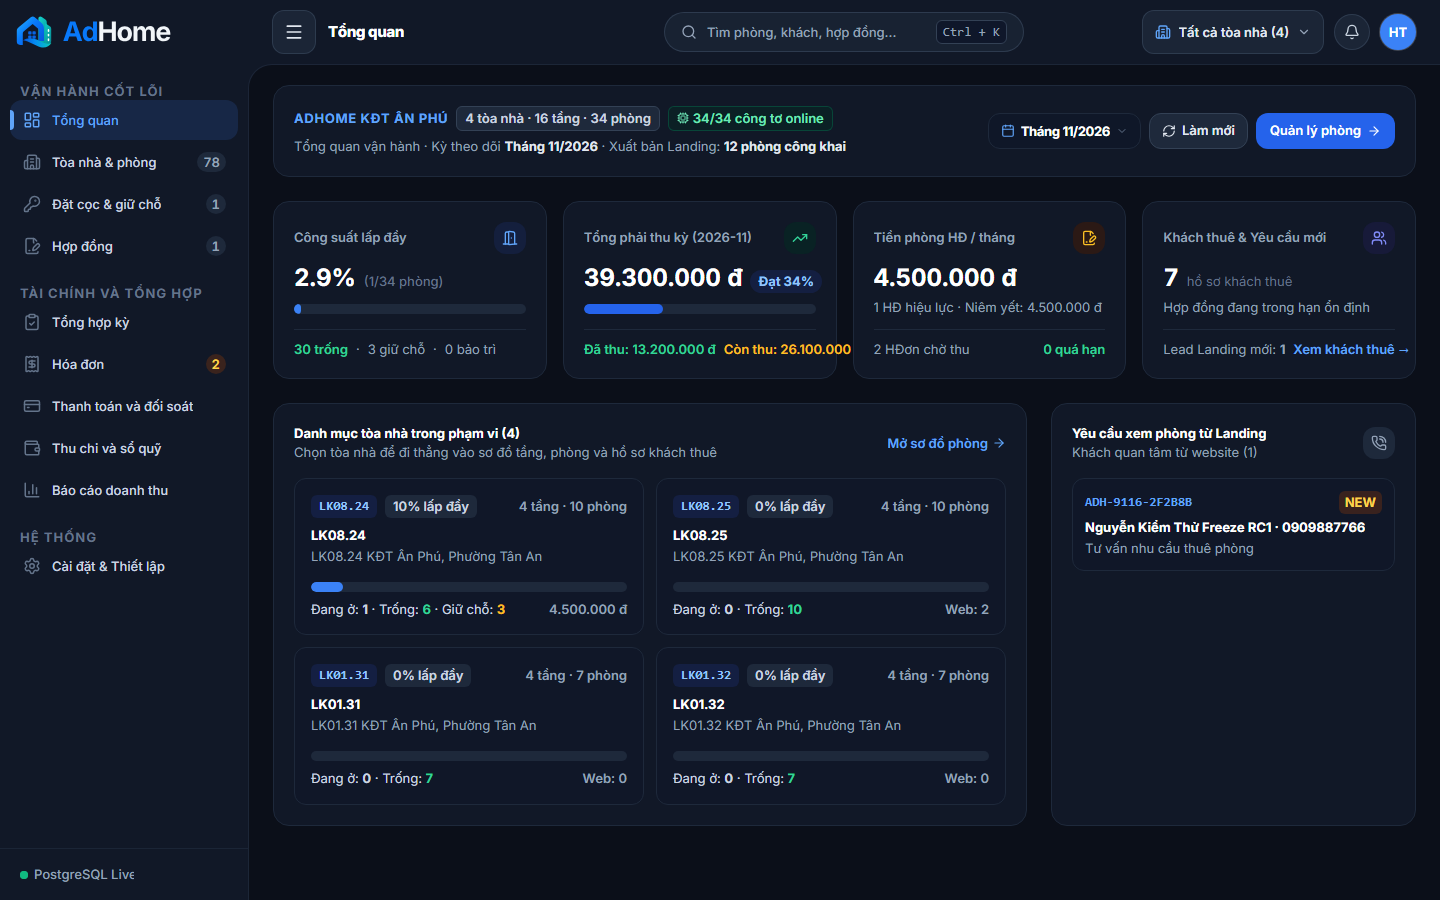 AdHome
Tổng quan
Tìm phòng, khách, hợp đồng...
Ctrl + K
Tất cả tòa nhà (4)
HT
VẬN HÀNH CỐT LÕI
Tổng quan
Tòa nhà & phòng 78
Đặt cọc & giữ chỗ 1
Hợp đồng 1
TÀI CHÍNH VÀ TỔNG HỢP
Tổng hợp kỳ
Hóa đơn 2
Thanh toán và đối soát
Thu chi và sổ quỹ
Báo cáo doanh thu
HỆ THỐNG
Cài đặt & Thiết lập
PostgreSQL Live
ADHOME KĐT ÂN PHÚ 4 tòa nhà · 16 tầng · 34 phòng 34/34 công tơ online
Tổng quan vận hành · Kỳ theo dõi Tháng 11/2026 · Xuất bản Landing: 12 phòng công khai
Tháng 11/2026
Làm mới
Quản lý phòng →
Công suất lấp đầy
2.9% (1/34 phòng)
30 trống · 3 giữ chỗ · 0 bảo trì
Tổng phải thu kỳ (2026-11)
39.300.000 đ Đạt 34%
Đã thu: 13.200.000 đ Còn thu: 26.100.000
Tiền phòng HĐ / tháng
4.500.000 đ
1 HĐ hiệu lực · Niêm yết: 4.500.000 đ
2 HĐơn chờ thu 0 quá hạn
Khách thuê & Yêu cầu mới
7 hồ sơ khách thuê
Hợp đồng đang trong hạn ổn định
Lead Landing mới: 1 Xem khách thuê →
Danh mục tòa nhà trong phạm vi (4)
Chọn tòa nhà để đi thẳng vào sơ đồ tầng, phòng và hồ sơ khách thuê
Mở sơ đồ phòng →
LK08.24 10% lấp đầy 4 tầng · 10 phòng
LK08.24
LK08.24 KĐT Ân Phú, Phường Tân An
Đang ở: 1 · Trống: 6 · Giữ chỗ: 3 4.500.000 đ
LK08.25 0% lấp đầy 4 tầng · 10 phòng
LK08.25
LK08.25 KĐT Ân Phú, Phường Tân An
Đang ở: 0 · Trống: 10 Web: 2
LK01.31 0% lấp đầy 4 tầng · 7 phòng
LK01.31
LK01.31 KĐT Ân Phú, Phường Tân An
Đang ở: 0 · Trống: 7 Web: 0
LK01.32 0% lấp đầy 4 tầng · 7 phòng
LK01.32
LK01.32 KĐT Ân Phú, Phường Tân An
Đang ở: 0 · Trống: 7 Web: 0
Yêu cầu xem phòng từ Landing
Khách quan tâm từ website (1)
ADH-9116-2F2B8B NEW
Nguyễn Kiểm Thử Freeze RC1 · 0909887766
Tư vấn nhu cầu thuê phòng